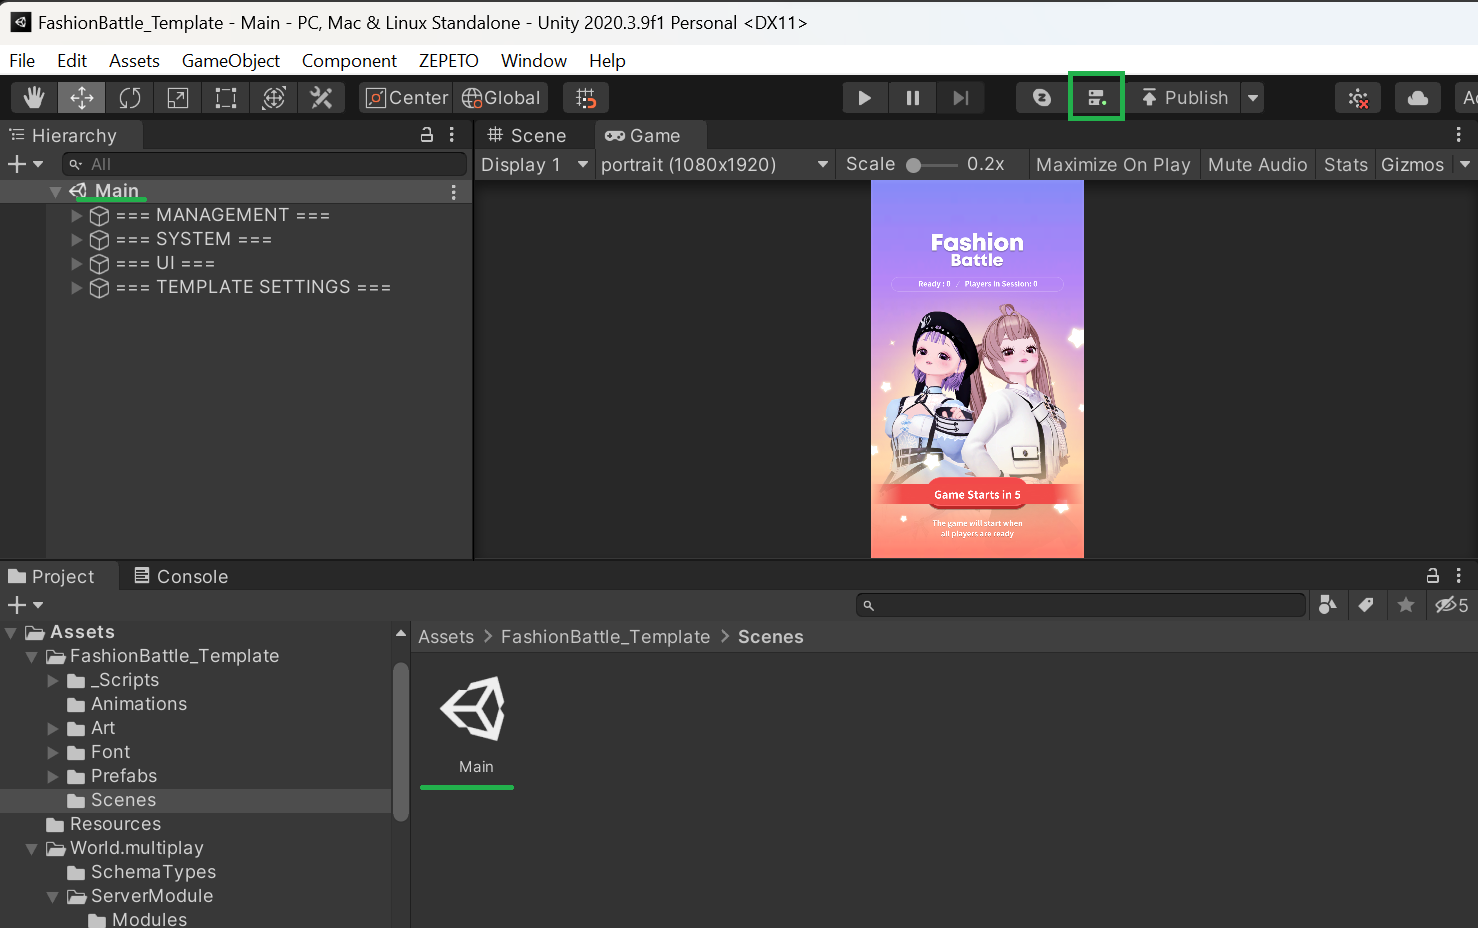 FashionBattle_Template - Main - PC, Mac & Linux Standalone - Unity 2020.3.9f1 Personal <DX11>
File Edit Assets GameObject Component ZEPETO Window Help
Center Global Publish Ac
Hierarchy
All
Main
=== MANAGEMENT ===
=== SYSTEM ===
=== UI ===
=== TEMPLATE SETTINGS ===
Scene Game
Display 1 portrait (1080x1920) Scale 0.2x Maximize On Play Mute Audio Stats Gizmos
Fashion
Battle
Ready : 0 / Players in Session: 0
Game Starts in 5
The game will start when
all players are ready
Project Console
5
Assets
FashionBattle_Template
_Scripts
Animations
Art
Font
Prefabs
Scenes
Resources
World.multiplay
SchemaTypes
ServerModule
Modules
Assets > FashionBattle_Template > Scenes
Main